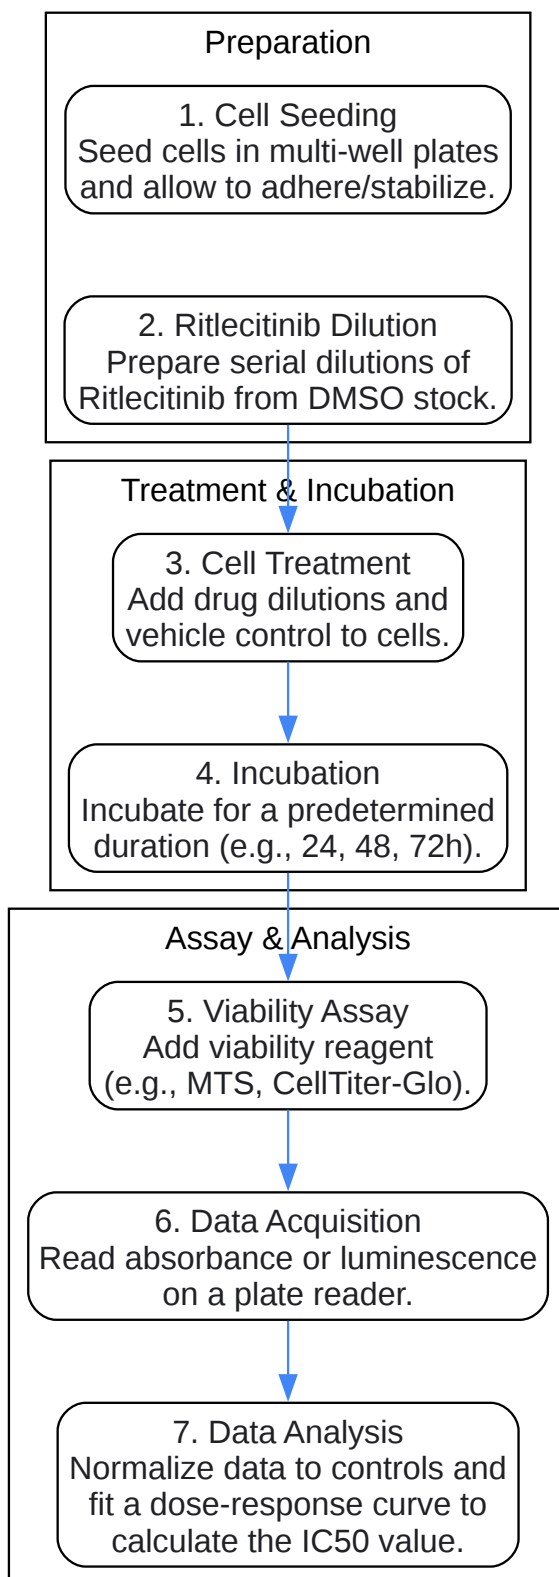 Preparation
1. Cell Seeding
Seed cells in multi-well plates
and allow to adhere/stabilize.
2. Ritlecitinib Dilution
Prepare serial dilutions of
Ritlecitinib from DMSO stock.
Treatment & Incubation
3. Cell Treatment
Add drug dilutions and
vehicle control to cells.
4. Incubation
Incubate for a predetermined
duration (e.g., 24, 48, 72h).
Assay & Analysis
5. Viability Assay
Add viability reagent
(e.g., MTS, CellTiter-Glo).
6. Data Acquisition
Read absorbance or luminescence
on a plate reader.
7. Data Analysis
Normalize data to controls and
fit a dose-response curve to
calculate the IC50 value.